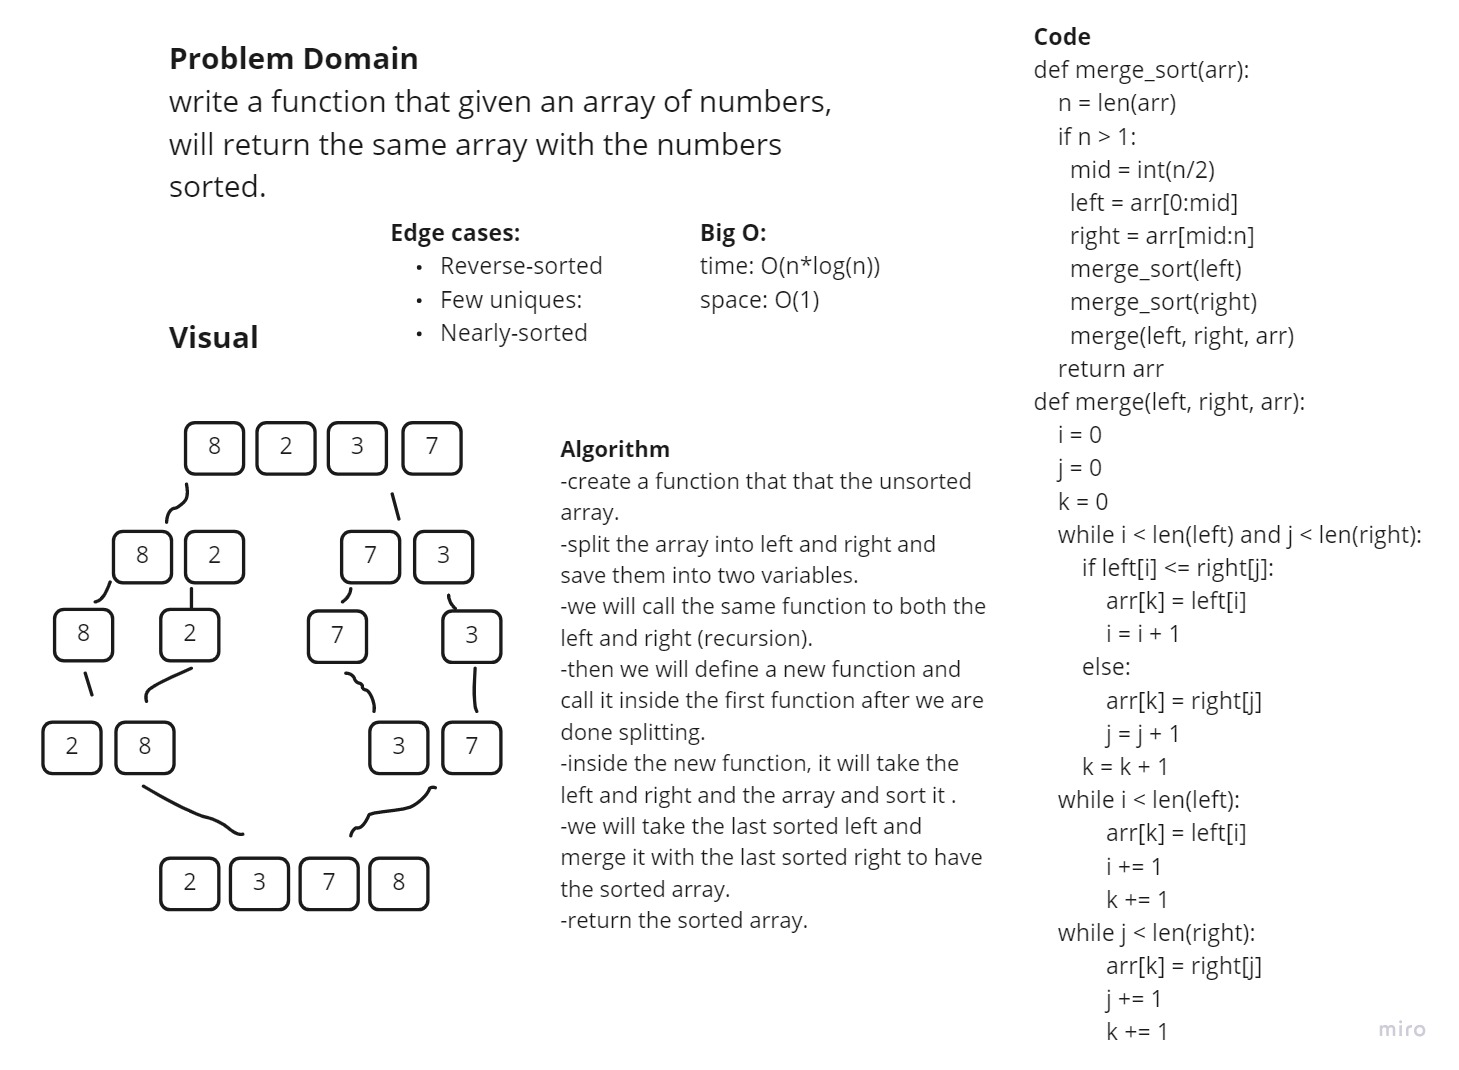 Problem Domain
write a function that given an array of numbers,
will return the same array with the numbers
sorted.
Edge cases:
• Reverse-sorted
• Few uniques:
• Nearly-sorted
Big O:
time: O(n*log(n))
space: O(1)
Visual
8 2 3 7
8 2 7 3
8 2 7 3
2 8 3 7
2 3 7 8
Algorithm
-create a function that that the unsorted
array.
-split the array into left and right and
save them into two variables.
-we will call the same function to both the
left and right (recursion).
-then we will define a new function and
call it inside the first function after we are
done splitting.
-inside the new function, it will take the
left and right and the array and sort it .
-we will take the last sorted left and
merge it with the last sorted right to have
the sorted array.
-return the sorted array.
Code
def merge_sort(arr):
n = len(arr)
if n > 1:
mid = int(n/2)
left = arr[0:mid]
right = arr[mid:n]
merge_sort(left)
merge_sort(right)
merge(left, right, arr)
return arr
def merge(left, right, arr):
i = 0
j = 0
k = 0
while i < len(left) and j < len(right):
if left[i] <= right[j]:
arr[k] = left[i]
i = i + 1
else:
arr[k] = right[j]
j = j + 1
k = k + 1
while i < len(left):
arr[k] = left[i]
i += 1
k += 1
while j < len(right):
arr[k] = right[j]
j += 1
k += 1
miro